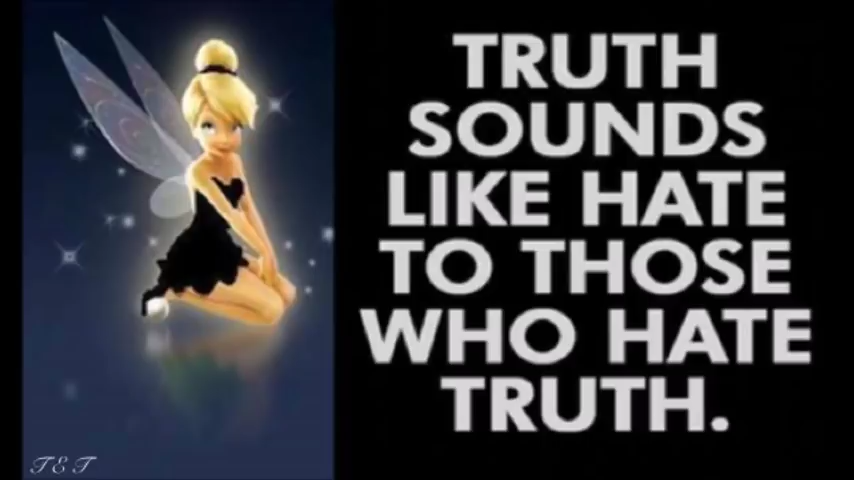 TRUTH
SOUNDS
LIKE HATE
TO THOSE
WHO HATE
TRUTH.
T&T